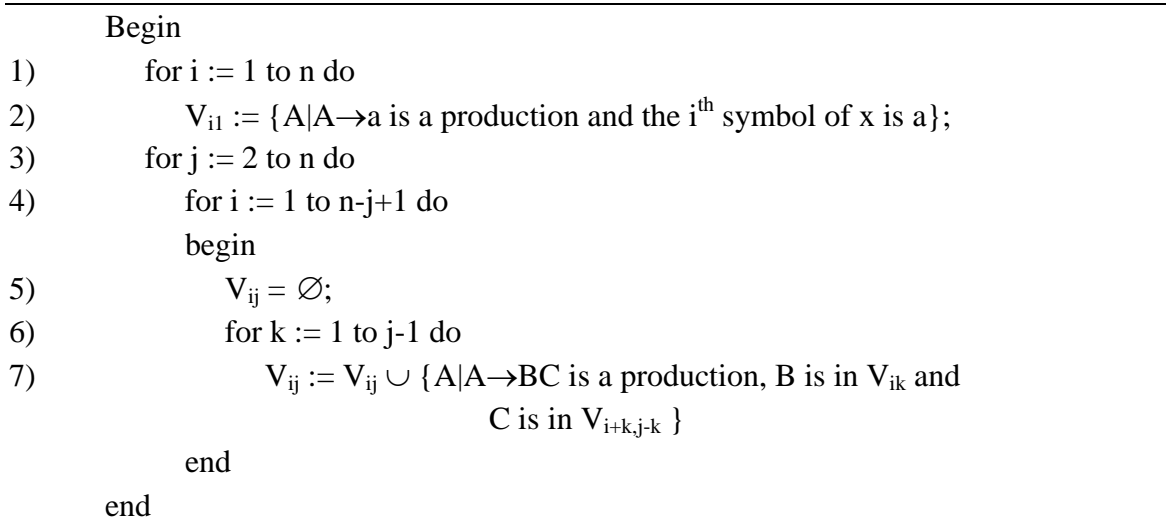 Begin
1) for i := 1 to n do
2) V_{i1} := {A|A→a is a production and the i^{th} symbol of x is a};
3) for j := 2 to n do
4) for i := 1 to n-j+1 do
begin
5) V_{ij} = ∅;
6) for k := 1 to j-1 do
7) V_{ij} := V_{ij} ∪ {A|A→BC is a production, B is in V_{ik} and
C is in V_{i+k,j-k} }
end
end